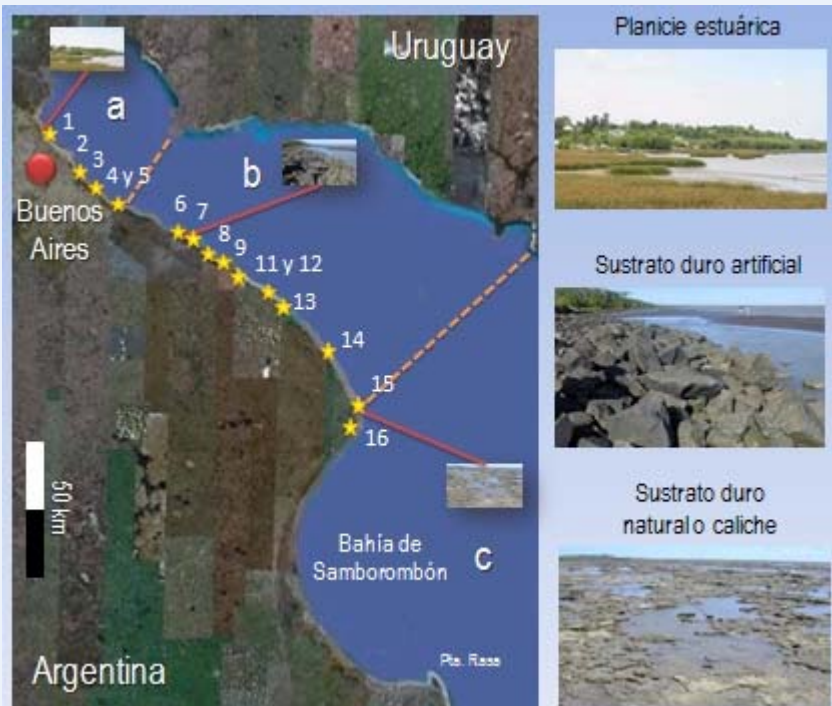 Uruguay
a
b
c
1
2
3
4 y 5
6
7
8
9
11 y 12
13
14
15
16
Buenos
Aires
50 km
Bahía de
Samborombón
Pta. Rasa
Argentina
Planicie estuárica
Sustrato duro artificial
Sustrato duro
natural o caliche